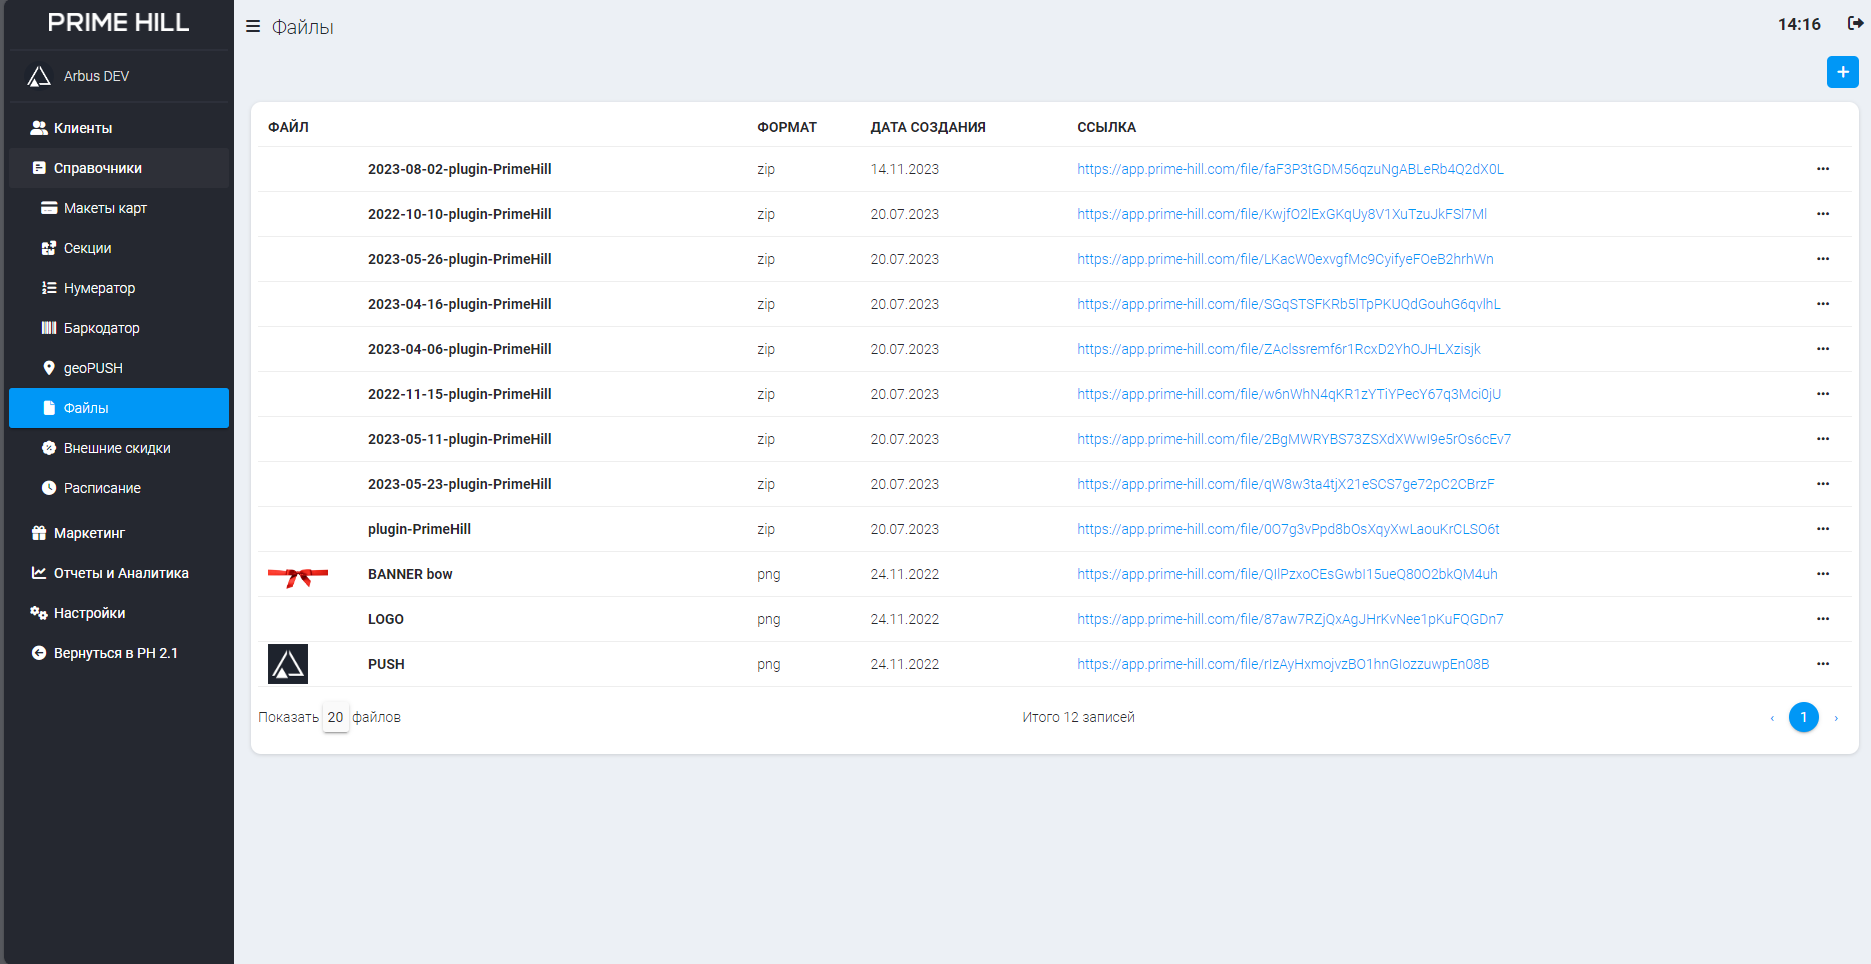 PRIME HILL
Arbus DEV
Клиенты
Справочники
Макеты карт
Секции
Нумератор
Баркодатор
geoPUSH
Файлы
Внешние скидки
Расписание
Маркетинг
Отчеты и Аналитика
Настройки
Вернуться в PH 2.1
Файлы
14:16
ФАЙЛ ФОРМАТ ДАТА СОЗДАНИЯ ССЫЛКА
2023-08-02-plugin-PrimeHill zip 14.11.2023 https://app.prime-hill.com/file/faF3P3tGDM56qzuNgABLeRb4Q2dX0L
2022-10-10-plugin-PrimeHill zip 20.07.2023 https://app.prime-hill.com/file/KwjfO2lExGKqUy8V1XuTzuJkFSl7Ml
2023-05-26-plugin-PrimeHill zip 20.07.2023 https://app.prime-hill.com/file/LKacW0exvgfMc9CyifyeFOeB2hrhWn
2023-04-16-plugin-PrimeHill zip 20.07.2023 https://app.prime-hill.com/file/SGqSTSFKRb5lTpPKUQdGouhG6qvlhL
2023-04-06-plugin-PrimeHill zip 20.07.2023 https://app.prime-hill.com/file/ZAclssremf6r1RcxD2YhOJHLXzisjk
2022-11-15-plugin-PrimeHill zip 20.07.2023 https://app.prime-hill.com/file/w6nWhN4qKR1zYTiYPecY67q3Mci0jU
2023-05-11-plugin-PrimeHill zip 20.07.2023 https://app.prime-hill.com/file/2BgMWRYBS73ZSXdXWwI9e5rOs6cEv7
2023-05-23-plugin-PrimeHill zip 20.07.2023 https://app.prime-hill.com/file/qW8w3ta4tjX21eSCS7ge72pC2CBrzF
plugin-PrimeHill zip 20.07.2023 https://app.prime-hill.com/file/0O7g3vPpd8bOsXqyXwLaouKrCLSO6t
BANNER bow png 24.11.2022 https://app.prime-hill.com/file/QIlPzxoCEsGwbI15ueQ80O2bkQM4uh
LOGO png 24.11.2022 https://app.prime-hill.com/file/87aw7RZjQxAgJHrKvNee1pKuFQGDn7
PUSH png 24.11.2022 https://app.prime-hill.com/file/rIzAyHxmojvzBO1hnGIozzuwpEn08B
Показать 20 файлов Итого 12 записей ‹ 1 ›